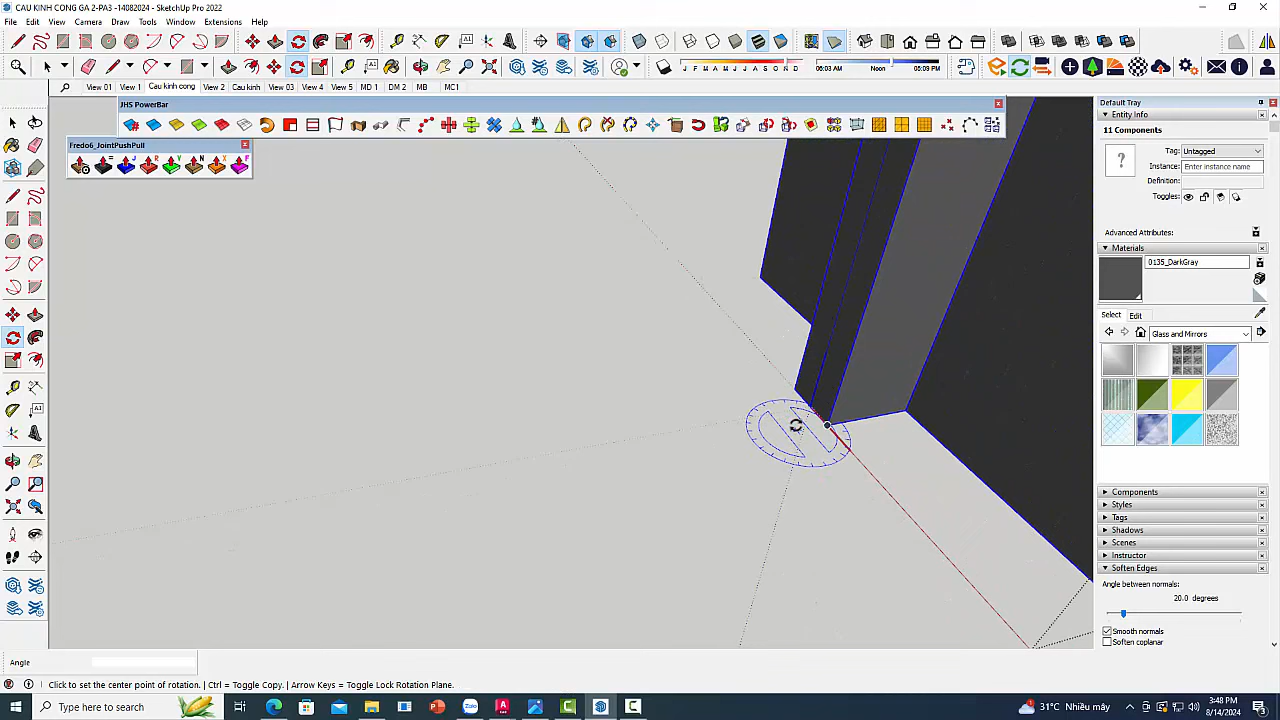 CAU KINH CONG GA 2-PA3 -14082024 - SketchUp Pro 2022
File Edit View Camera Draw Tools Window Extensions Help
J F M A M J J A S O N D
06:03 AM Noon 06:09 PM
View 01 View 1 Cau kinh cong View 2 Cau kinh View 03 View 4 View 5 MD 1 DM 2 MB MC1
JHS PowerBar
Fredo6_JointPushPull
J R V N X F
Default Tray
Entity Info
11 Components
Tag: Untagged
?
Instance: Enter instance name
Definition:
Toggles:
Advanced Attributes:
Materials
0135_DarkGray
Select Edit
Glass and Mirrors
Components
Styles
Tags
Shadows
Scenes
Instructor
Soften Edges
Angle between normals:
20.0 degrees
Smooth normals
Soften coplanar
Angle
Click to set the center point of rotation. | Ctrl = Toggle Copy. | Arrow Keys = Toggle Lock Rotation Plane.
Type here to search
31°C Nhiều mây
3:48 PM
8/14/2024